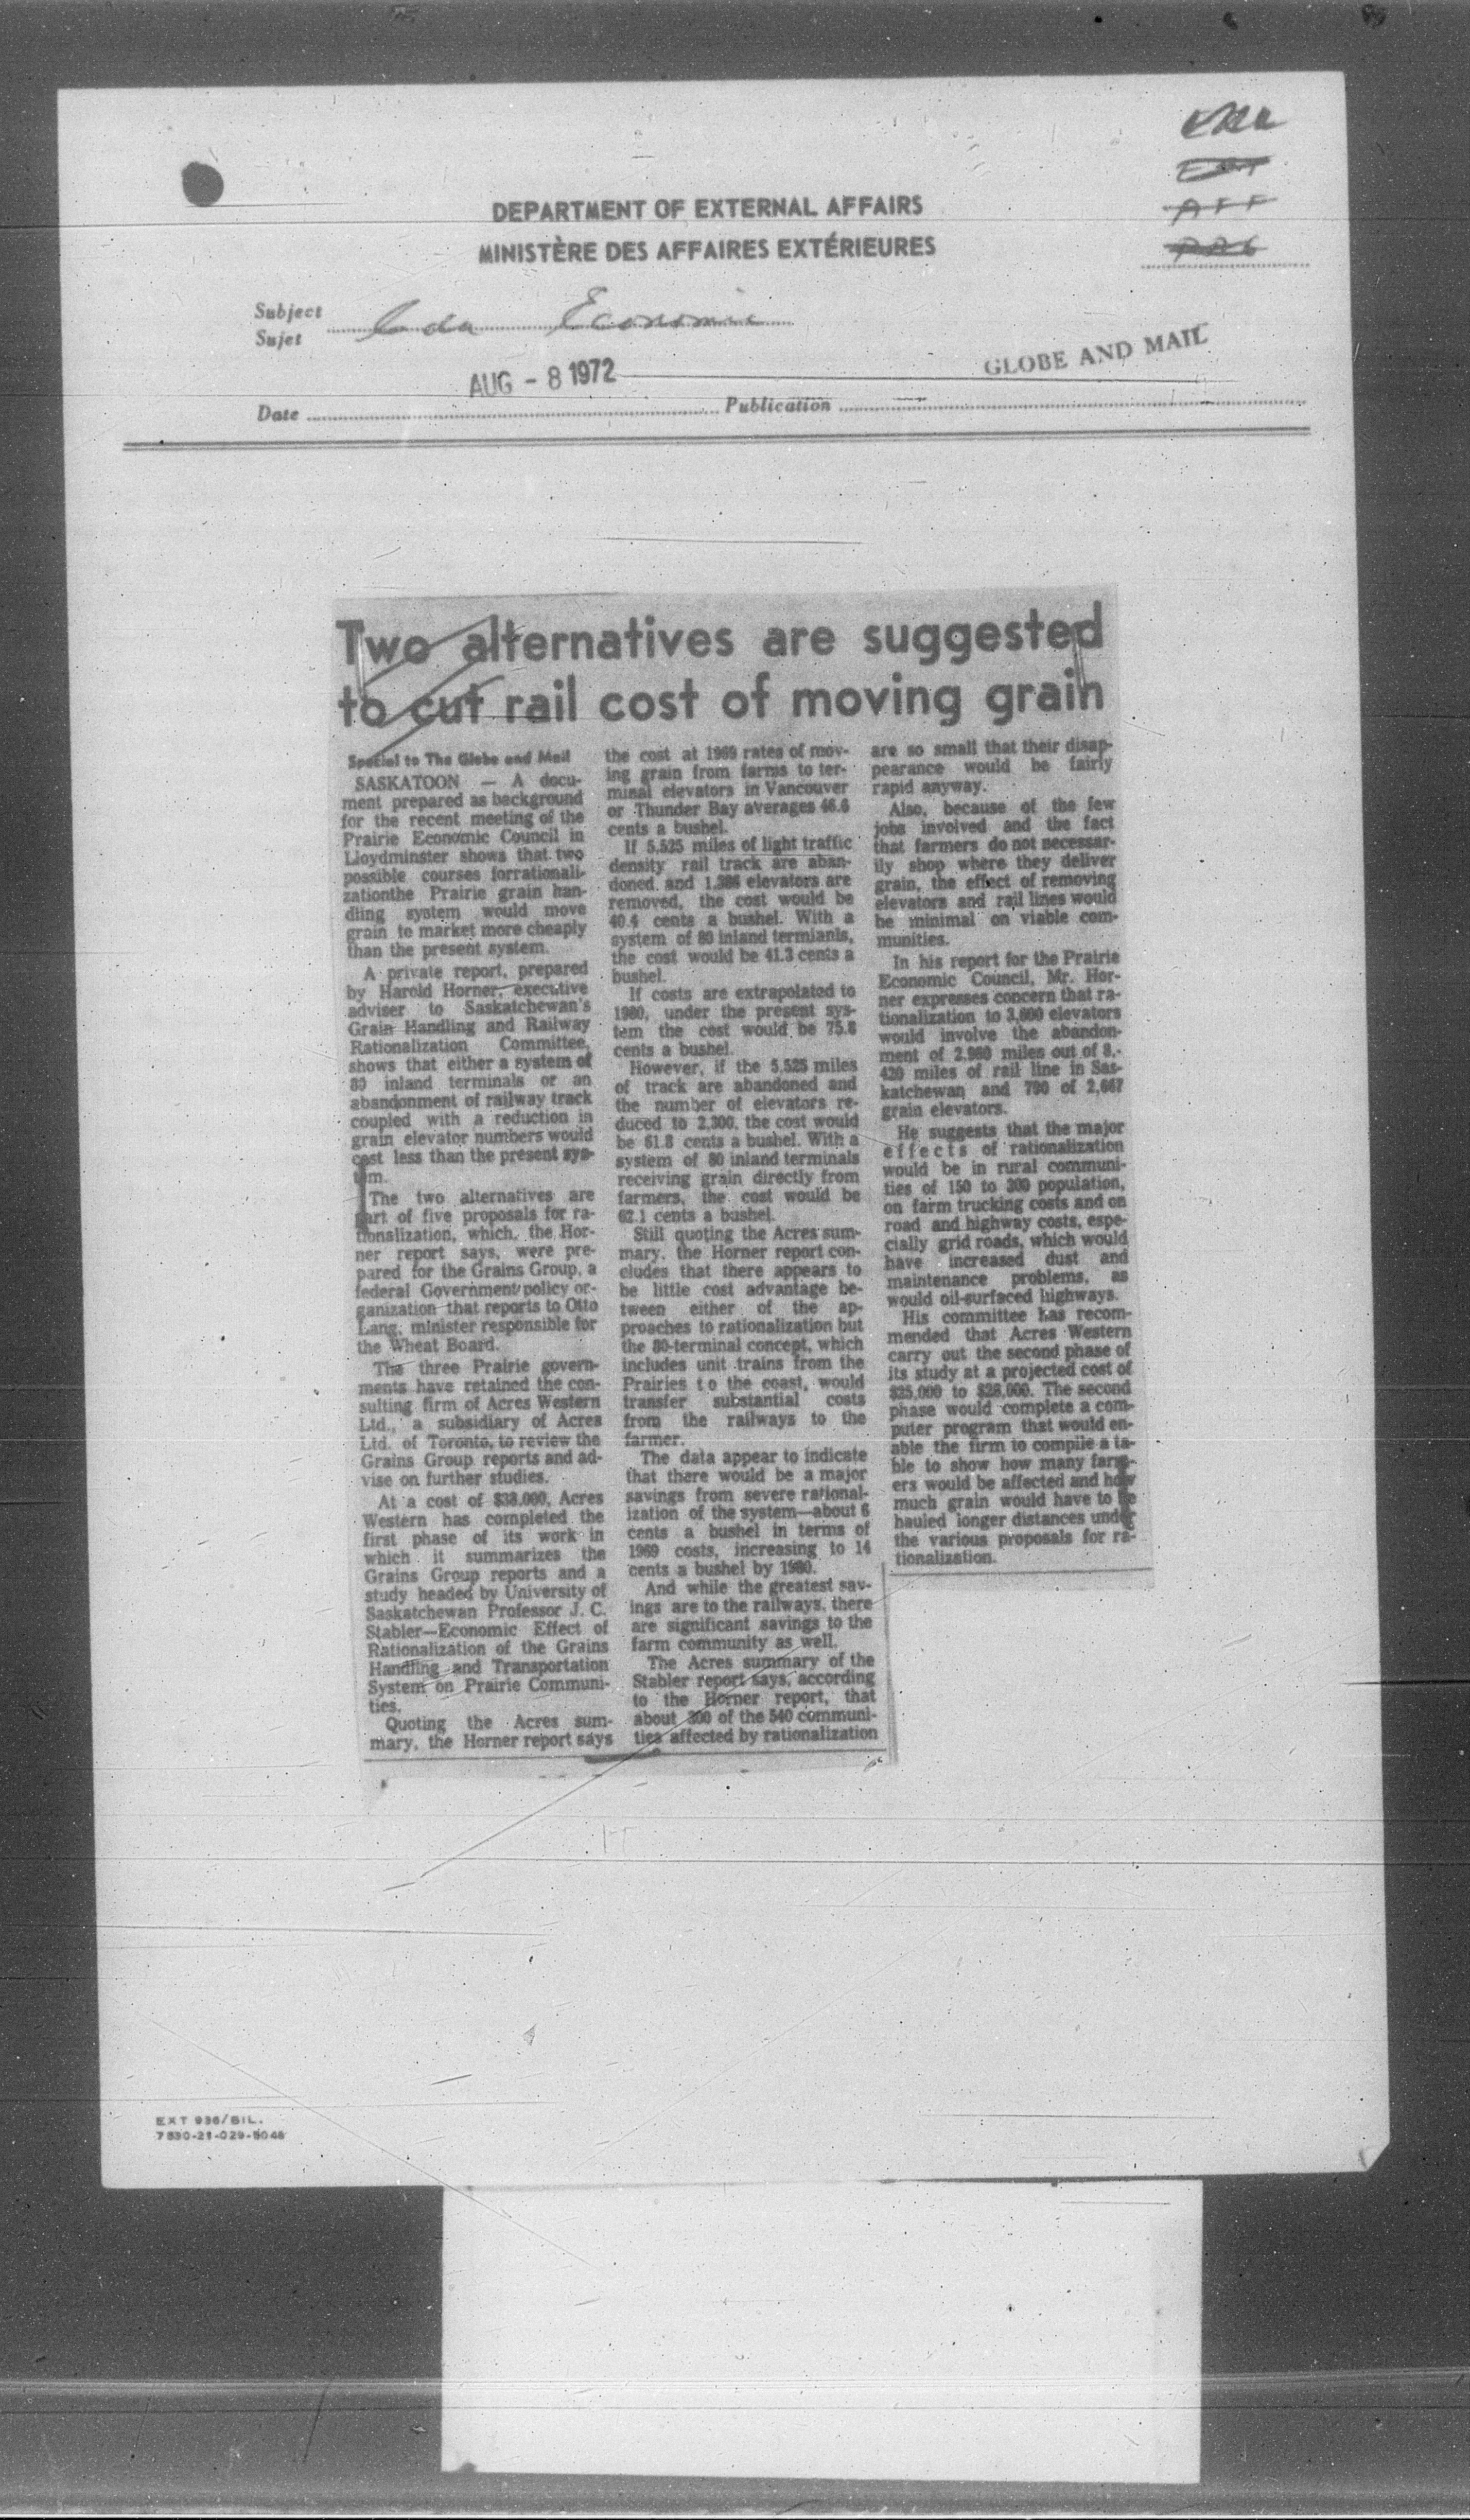 DEPARTMENT OF EXTERNAL AFFAIRS
MINISTÈRE DES AFFAIRES EXTÉRIEURES
EXT
AFF
Subject
Sujet
Cda Economic
AUG - 8 1972
GLOBE AND MAIL
Date
Publication
Two alternatives are suggested
to cut rail cost of moving grain
Special to The Globe and Mail
SASKATOON — A docu-
ment prepared as background
for the recent meeting of the
Prairie Economic Council in
Lloydminster shows that two
possible courses forrationali-
zationthe Prairie grain han-
dling system would move
grain to market more cheaply
than the present system.
A private report, prepared
by Harold Horner, executive
adviser to Saskatchewan's
Grain Handling and Railway
Rationalization Committee,
shows that either a system of
80 inland terminals or an
abandonment of railway track
coupled with a reduction in
grain elevator numbers would
cost less than the present sys-
tem.
The two alternatives are
part of five proposals for ra-
tionalization, which, the Hor-
ner report says, were pre-
pared for the Grains Group, a
federal Government policy or-
ganization that reports to Otto
Lang, minister responsible for
the Wheat Board.
The three Prairie govern-
ments have retained the con-
sulting firm of Acres Western
Ltd., a subsidiary of Acres
Ltd. of Toronto, to review the
Grains Group reports and ad-
vise on further studies.
At a cost of $38,000, Acres
Western has completed the
first phase of its work in
which it summarizes the
Grains Group reports and a
study headed by University of
Saskatchewan Professor J. C.
Stabler—Economic Effect of
Rationalization of the Grains
Handling and Transportation
System on Prairie Communi-
ties.
Quoting the Acres sum-
mary, the Horner report says
the cost at 1969 rates of mov-
ing grain from farms to ter-
minal elevators in Vancouver
or Thunder Bay averages 46.6
cents a bushel.
If 5,525 miles of light traffic
density rail track are aban-
doned, and 1,386 elevators are
removed, the cost would be
40.4 cents a bushel. With a
system of 80 inland termianls,
the cost would be 41.3 cents a
bushel.
If costs are extrapolated to
1980, under the present sys-
tem the cost would be 75.8
cents a bushel.
However, if the 5,525 miles
of track are abandoned and
the number of elevators re-
duced to 2,300, the cost would
be 61.8 cents a bushel. With a
system of 80 inland terminals
receiving grain directly from
farmers, the cost would be
62.1 cents a bushel.
Still quoting the Acres sum-
mary, the Horner report con-
cludes that there appears to
be little cost advantage be-
tween either of the ap-
proaches to rationalization but
the 80-terminal concept, which
includes unit trains from the
Prairies to the coast, would
transfer substantial costs
from the railways to the
farmer.
The data appear to indicate
that there would be a major
savings from severe rational-
ization of the system—about 6
cents a bushel in terms of
1969 costs, increasing to 14
cents a bushel by 1980.
And while the greatest sav-
ings are to the railways, there
are significant savings to the
farm community as well.
The Acres summary of the
Stabler report says, according
to the Horner report, that
about 300 of the 540 communi-
ties affected by rationalization
are so small that their disap-
pearance would be fairly
rapid anyway.
Also, because of the few
jobs involved and the fact
that farmers do not necessar-
ily shop where they deliver
grain, the effect of removing
elevators and rail lines would
be minimal on viable com-
munities.
In his report for the Prairie
Economic Council, Mr. Hor-
ner expresses concern that ra-
tionalization to 3,600 elevators
would involve the abandon-
ment of 2,960 miles out of 8,-
420 miles of rail line in Sas-
katchewan and 790 of 2,667
grain elevators.
He suggests that the major
effects of rationalization
would be in rural communi-
ties of 150 to 300 population,
on farm trucking costs and on
road and highway costs, espe-
cially grid roads, which would
have increased dust and
maintenance problems, as
would oil-surfaced highways.
His committee has recom-
mended that Acres Western
carry out the second phase of
its study at a projected cost of
$25,000 to $28,000. The second
phase would complete a com-
puter program that would en-
able the firm to compile a ta-
ble to show how many farm-
ers would be affected and how
much grain would have to be
hauled longer distances under
the various proposals for ra-
tionalization.
EXT 936/BIL.
7530-21-029-5046